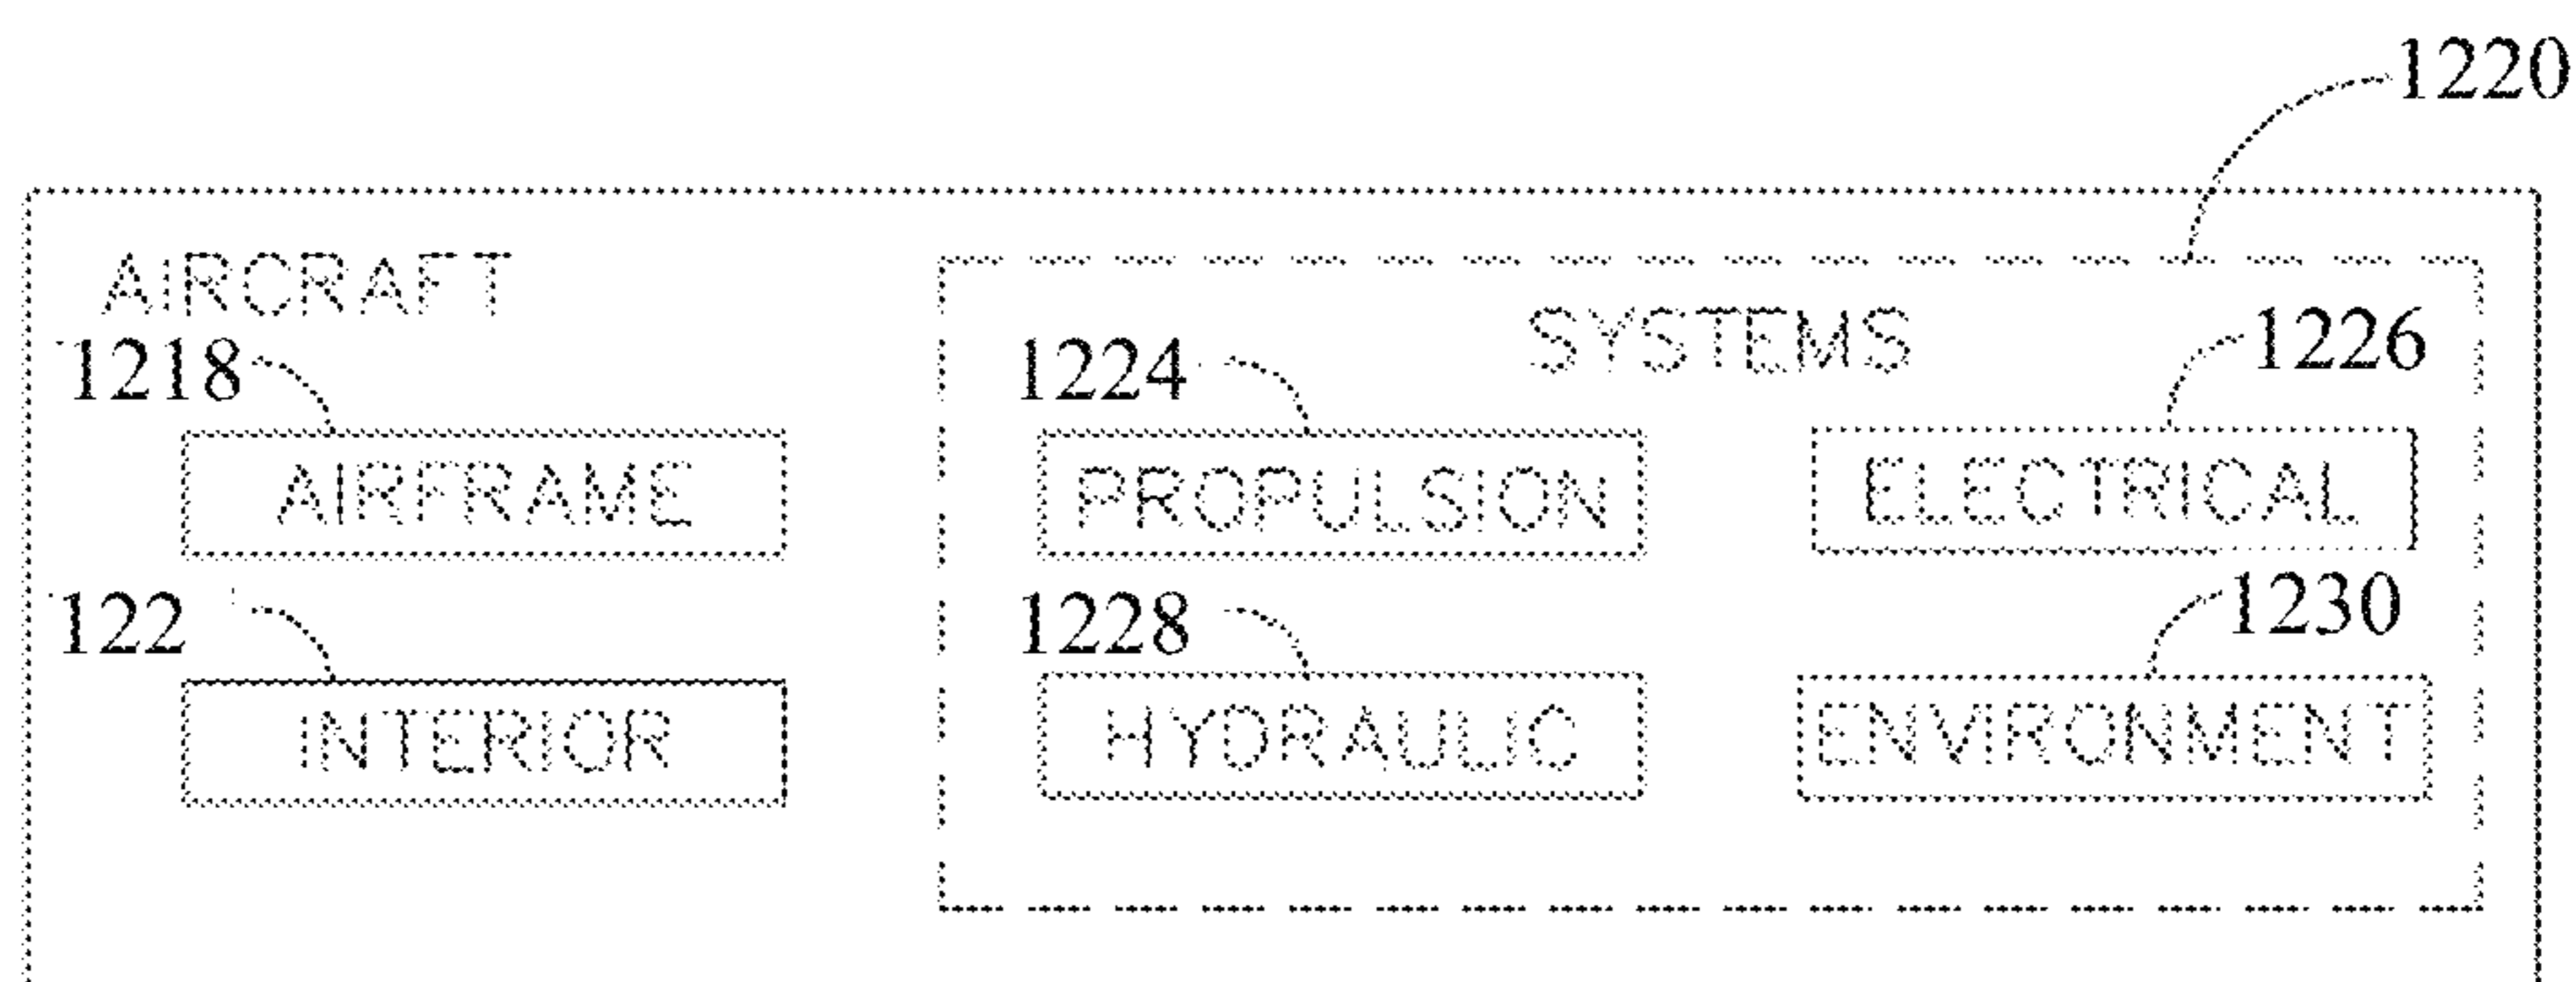 1220
AIRCRAFT
SYSTEMS
1218
1224
1226
AIRFRAME
PROPULSION
ELECTRICAL
122
1228
1230
INTERIOR
HYDRAULIC
ENVIRONMENT